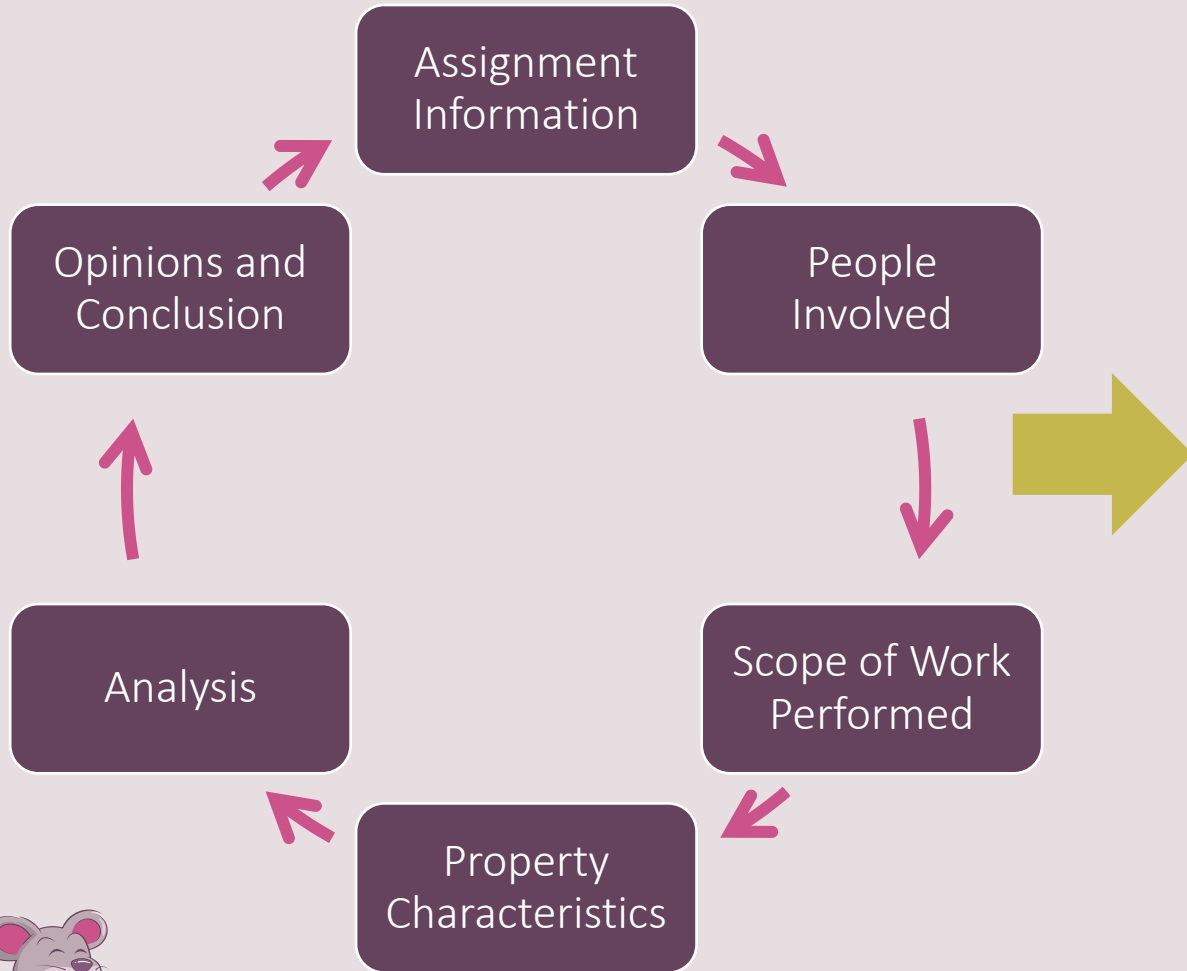 Assignment
Information
People
Involved
Scope of Work
Performed
Property
Characteristics
Analysis
Opinions and
Conclusion